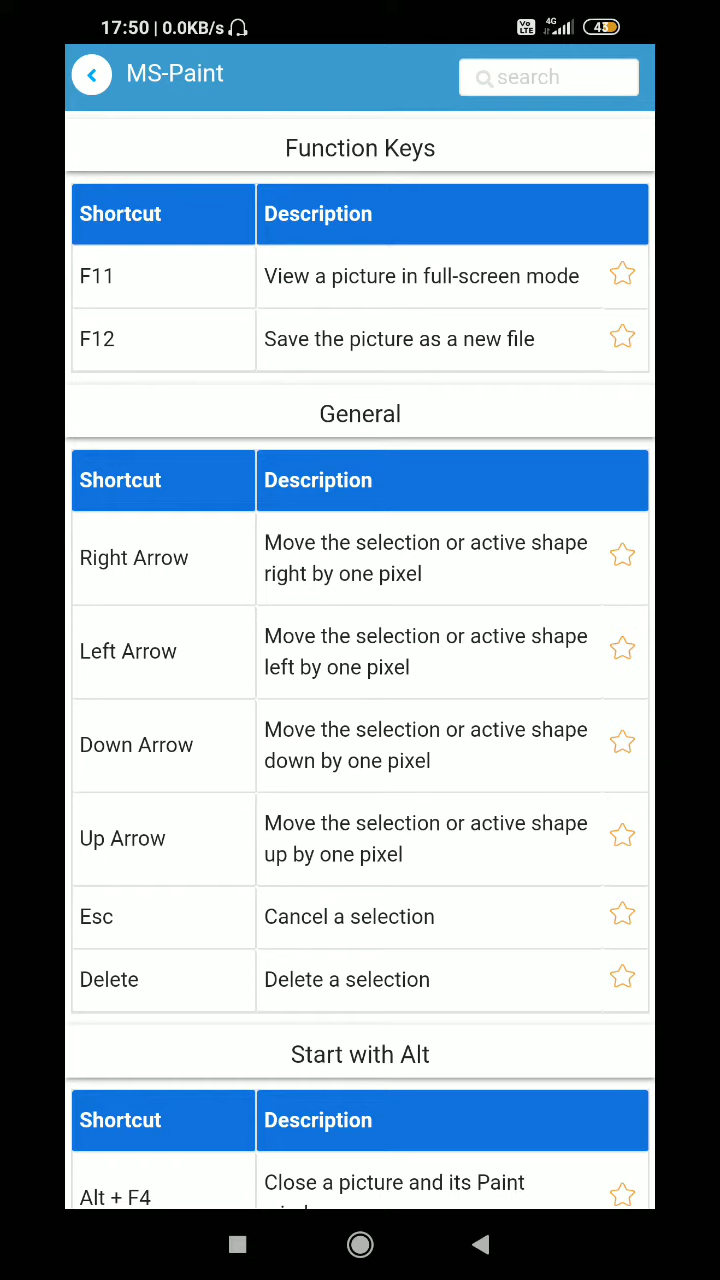 17:50 | 0.0KB/s
Vo LTE 4G 43
MS-Paint
search
Function Keys
Shortcut Description
F11 View a picture in full-screen mode
F12 Save the picture as a new file
General
Shortcut Description
Right Arrow Move the selection or active shape
right by one pixel
Left Arrow Move the selection or active shape
left by one pixel
Down Arrow Move the selection or active shape
down by one pixel
Up Arrow Move the selection or active shape
up by one pixel
Esc Cancel a selection
Delete Delete a selection
Start with Alt
Shortcut Description
Alt + F4 Close a picture and its Paint